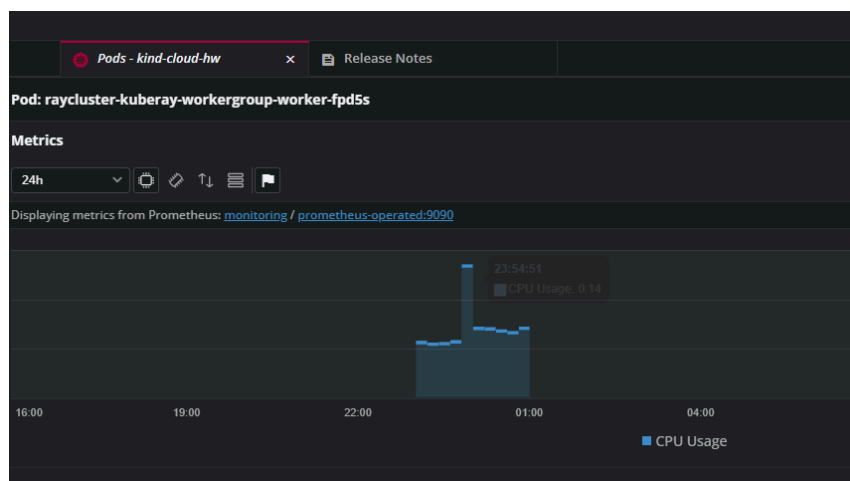 Pods - kind-cloud-hw
Release Notes
Pod: raycluster-kuberay-workergroup-worker-fpd5s
Metrics
24h
Displaying metrics from Prometheus: monitoring / prometheus-operated:9090
23:54:51
CPU Usage: 0.14
16:00 19:00 22:00 01:00 04:00
CPU Usage